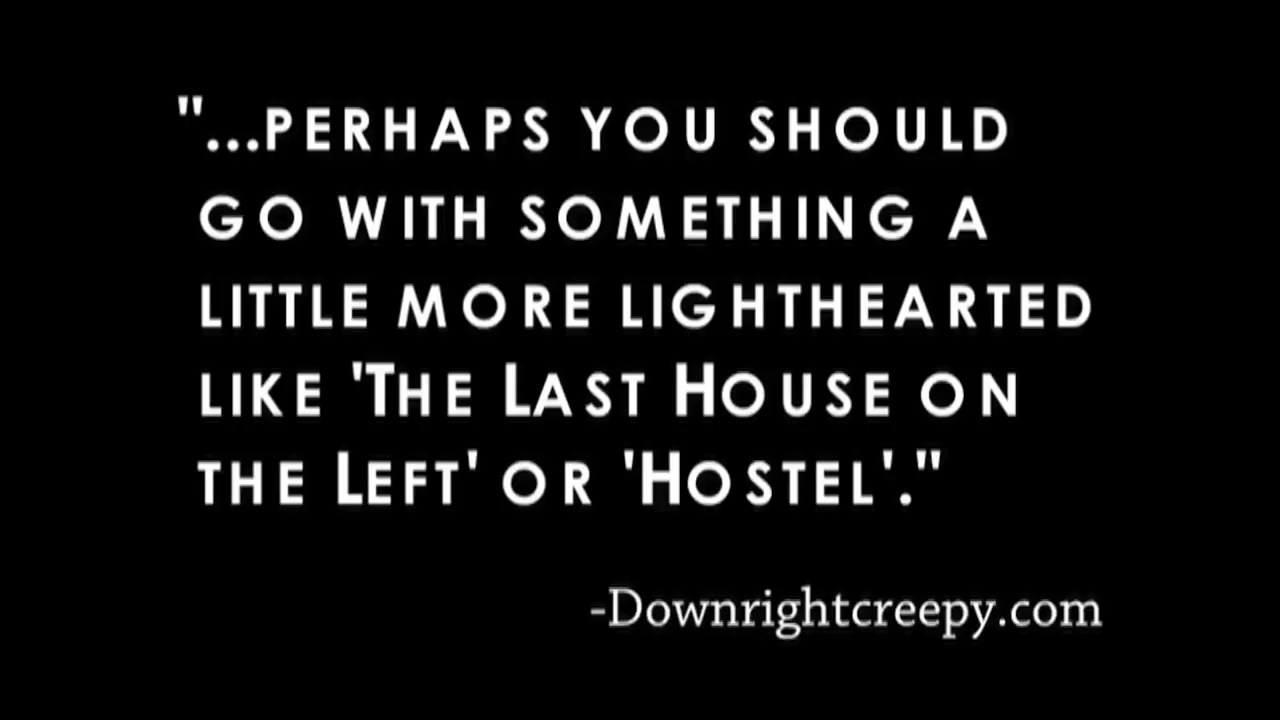 "...PERHAPS YOU SHOULD
GO WITH SOMETHING A
LITTLE MORE LIGHTHEARTED
LIKE 'THE LAST HOUSE ON
THE LEFT' OR 'HOSTEL'."
-Downrightcreepy.com